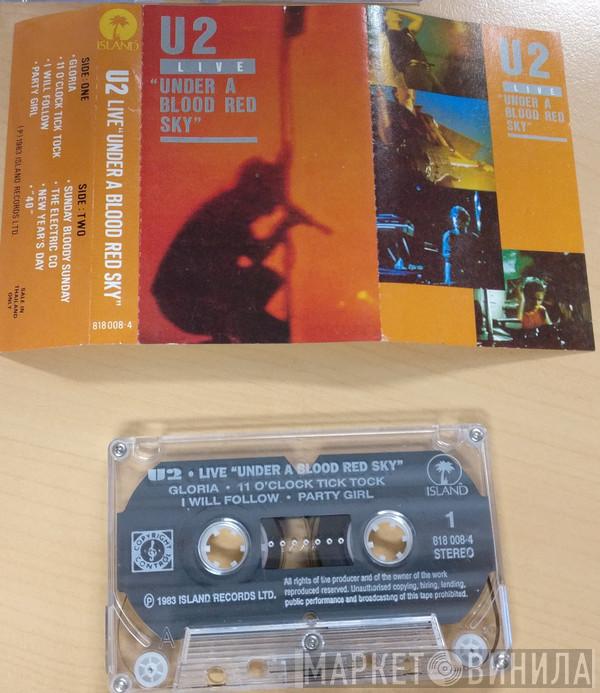 ISLAND
SIDE: ONE
• GLORIA
• 11 O'CLOCK TICK TOCK
• I WILL FOLLOW
• PARTY GIRL
SIDE: TWO
• SUNDAY BLOODY SUNDAY
• THE ELECTRIC CO
• NEW YEAR'S DAY
• "40"
(P) 1983 ISLAND RECORDS LTD.
SALE IN
THAILAND
ONLY
U2 LIVE "UNDER A BLOOD RED SKY"
818 008-4
U2
LIVE
"UNDER A
BLOOD RED
SKY"
U2
LIVE
"UNDER A
BLOOD RED
SKY"
U2 • LIVE "UNDER A BLOOD RED SKY"
GLORIA • 11 O'CLOCK TICK TOCK
I WILL FOLLOW • PARTY GIRL
ISLAND
1
818 008-4
STEREO
COPYRIGHT
CONTROL
All rights of the producer and of the owner of the work
reproduced reserved. Unauthorised copying, hiring, lending,
public performance and broadcasting of this tape prohibited.
℗ 1983 ISLAND RECORDS LTD.
A
МАРКЕТ ВИНИЛА